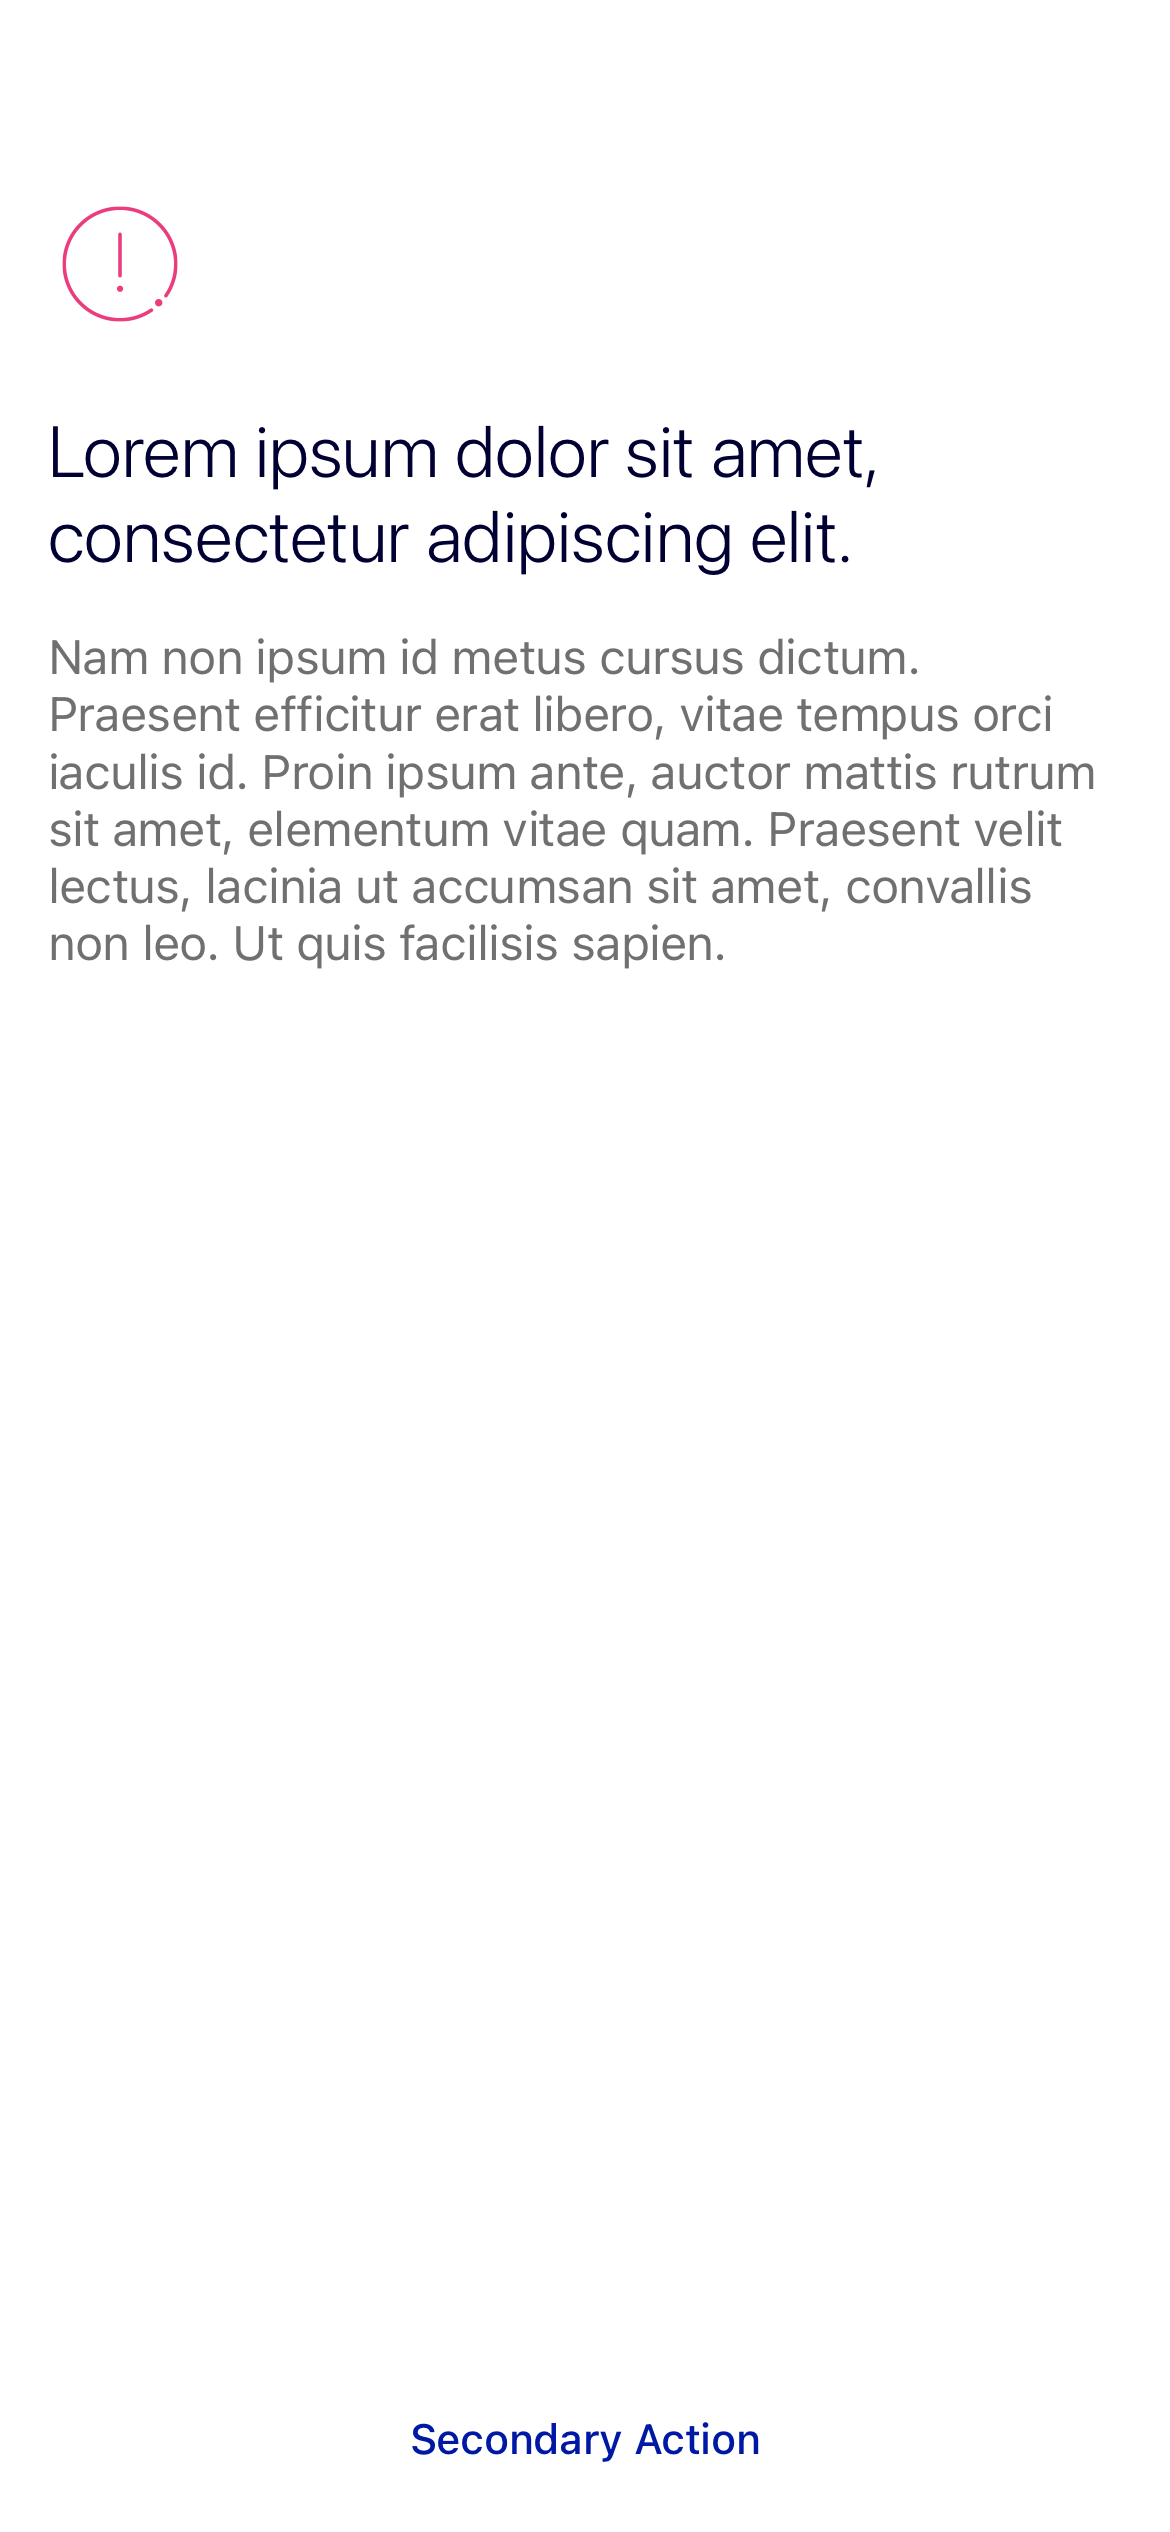 Lorem ipsum dolor sit amet,
consectetur adipiscing elit.
Nam non ipsum id metus cursus dictum.
Praesent efficitur erat libero, vitae tempus orci
iaculis id. Proin ipsum ante, auctor mattis rutrum
sit amet, elementum vitae quam. Praesent velit
lectus, lacinia ut accumsan sit amet, convallis
non leo. Ut quis facilisis sapien.
Secondary Action